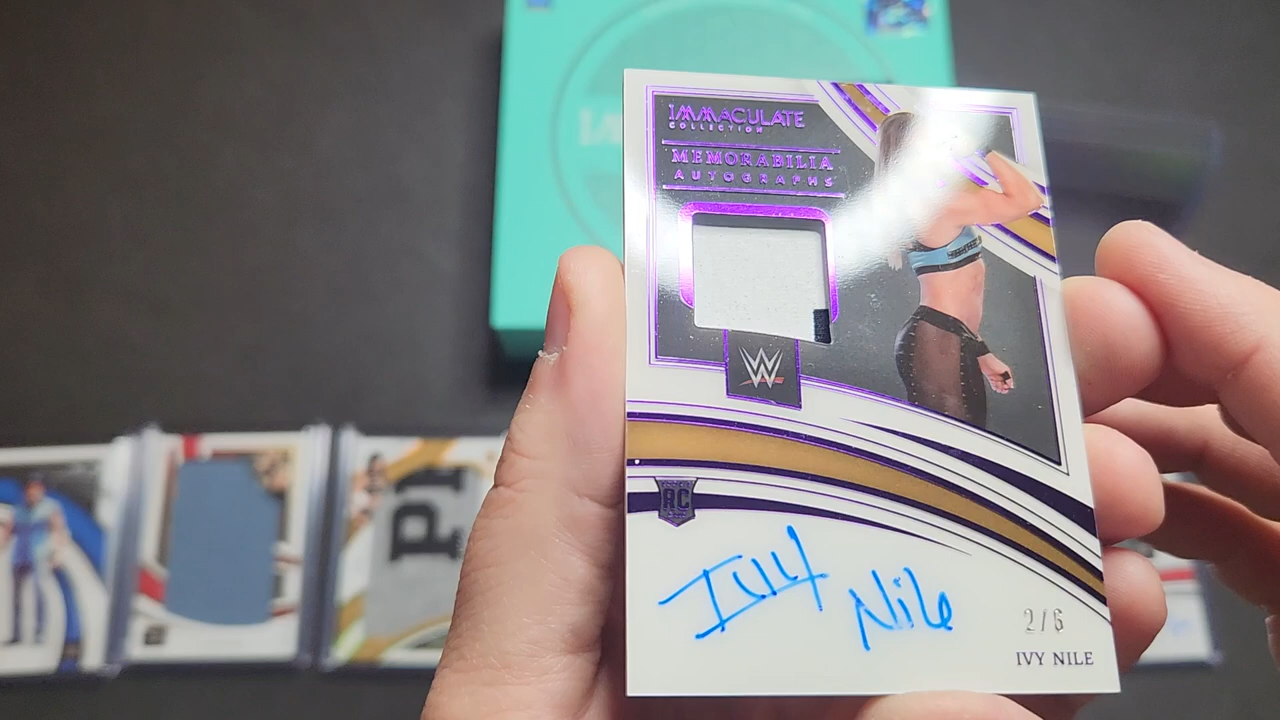 IMMACULATE
COLLECTION
MEMORABILIA
AUTOGRAPHS
W
RC
Ivy Nile
2/6
IVY NILE